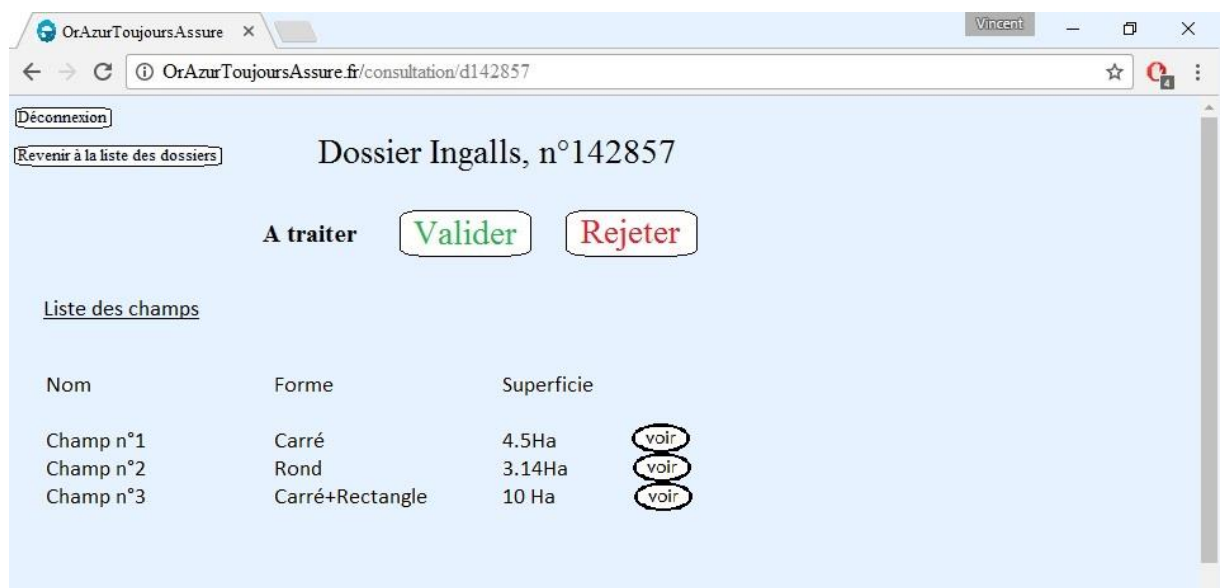 OrAzurToujoursAssure
Vincent
OrAzurToujoursAssure.fr/consultation/d142857
4
Déconnexion
Revenir à la liste des dossiers
Dossier Ingalls, n°142857
A traiter Valider Rejeter
Liste des champs
Nom Forme Superficie
Champ n°1 Carré 4.5Ha voir
Champ n°2 Rond 3.14Ha voir
Champ n°3 Carré+Rectangle 10 Ha voir